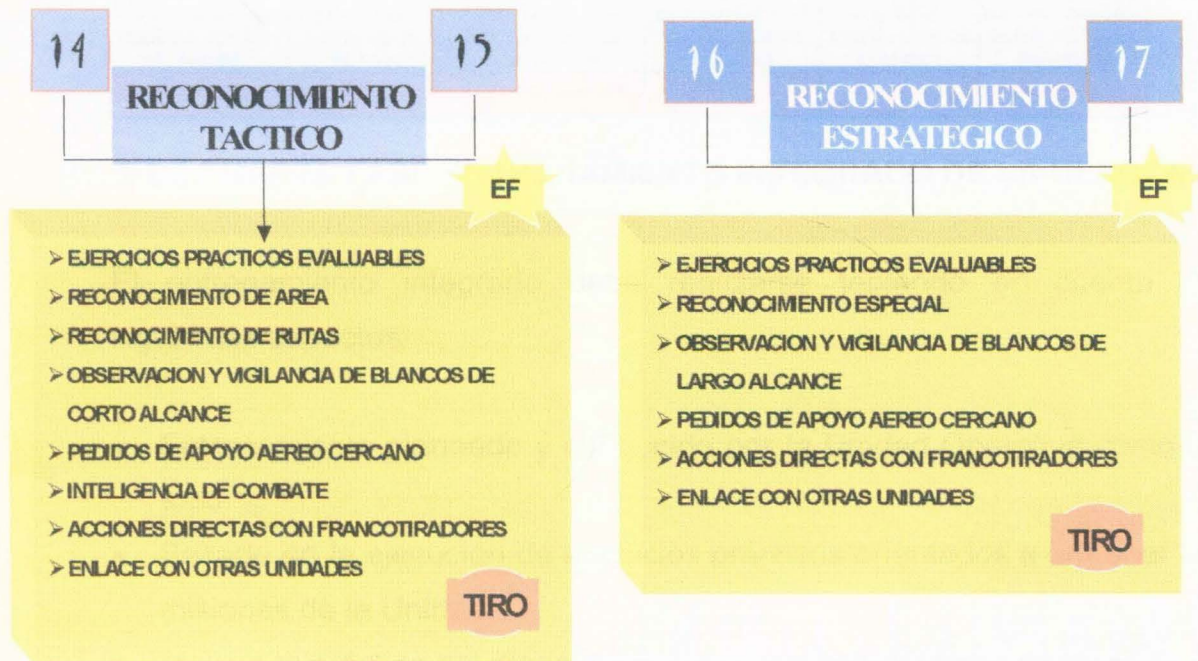 14
15
RECONOCIMIENTO
TACTICO
EF
➢ EJERCICIOS PRACTICOS EVALUABLES
➢ RECONOCIMIENTO DE AREA
➢ RECONOCIMIENTO DE RUTAS
➢ OBSERVACION Y VIGILANCIA DE BLANCOS DE
CORTO ALCANCE
➢ PEDIDOS DE APOYO AEREO CERCANO
➢ INTELIGENCIA DE COMBATE
➢ ACCIONES DIRECTAS CON FRANCOTIRADORES
➢ ENLACE CON OTRAS UNIDADES
TIRO
16
17
RECONOCIMIENTO
ESTRATEGICO
EF
➢ EJERCICIOS PRACTICOS EVALUABLES
➢ RECONOCIMIENTO ESPECIAL
➢ OBSERVACION Y VIGILANCIA DE BLANCOS DE
LARGO ALCANCE
➢ PEDIDOS DE APOYO AEREO CERCANO
➢ ACCIONES DIRECTAS CON FRANCOTIRADORES
➢ ENLACE CON OTRAS UNIDADES
TIRO